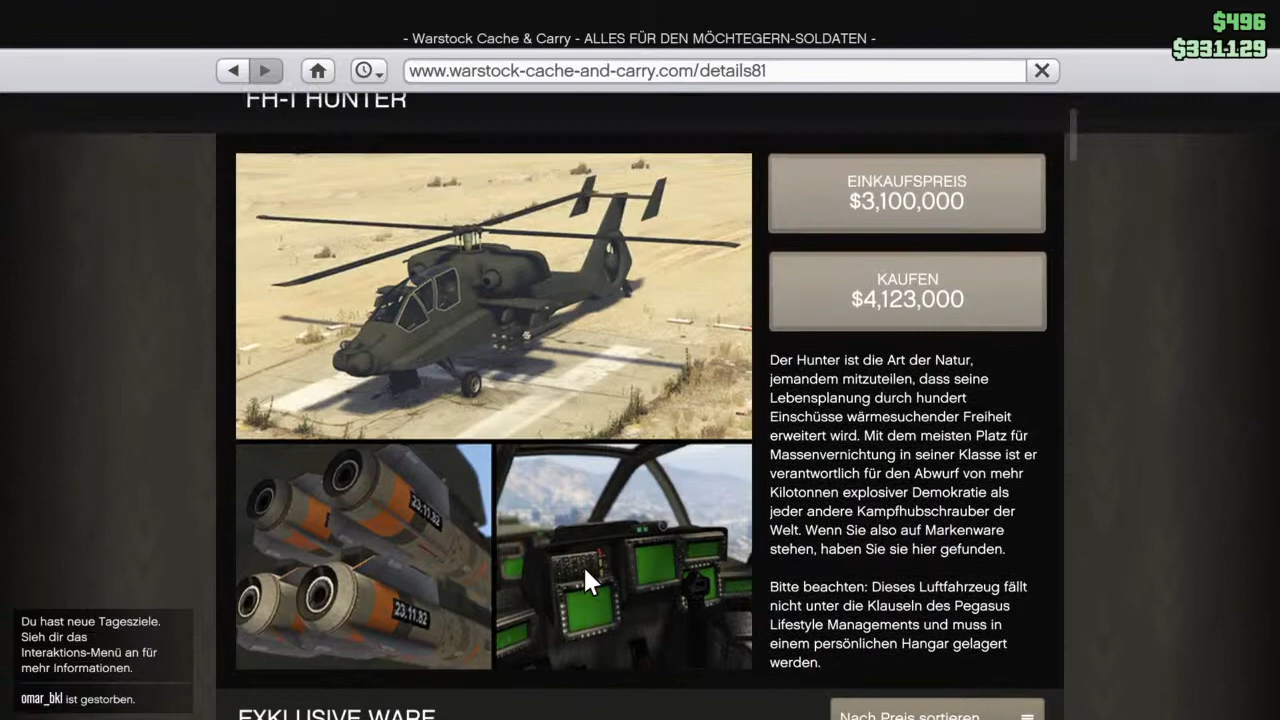 $496
$331129
- Warstock Cache & Carry - ALLES FÜR DEN MÖCHTEGERN-SOLDATEN -
www.warstock-cache-and-carry.com/details81
FH-1 HUNTER
EINKAUFSPREIS
$3,100,000
KAUFEN
$4,123,000
Der Hunter ist die Art der Natur,
jemandem mitzuteilen, dass seine
Lebensplanung durch hundert
Einschüsse wärmesuchender Freiheit
erweitert wird. Mit dem meisten Platz für
Massenvernichtung in seiner Klasse ist er
verantwortlich für den Abwurf von mehr
Kilotonnen explosiver Demokratie als
jeder andere Kampfhubschrauber der
Welt. Wenn Sie also auf Markenware
stehen, haben Sie sie hier gefunden.
Bitte beachten: Dieses Luftfahrzeug fällt
nicht unter die Klauseln des Pegasus
Lifestyle Managements und muss in
einem persönlichen Hangar gelagert
werden.
23.11.82
23.11.82
Du hast neue Tagesziele.
Sieh dir das
Interaktions-Menü an für
mehr Informationen.
omar_bkl ist gestorben.
EXKLUSIVE WARE
Nach Preis sortieren